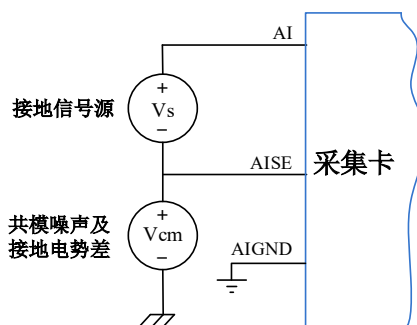 AI
接地信号源
+
Vs
−
AISE
采集卡
共模噪声及
接地电势差
+
Vcm
−
AIGND